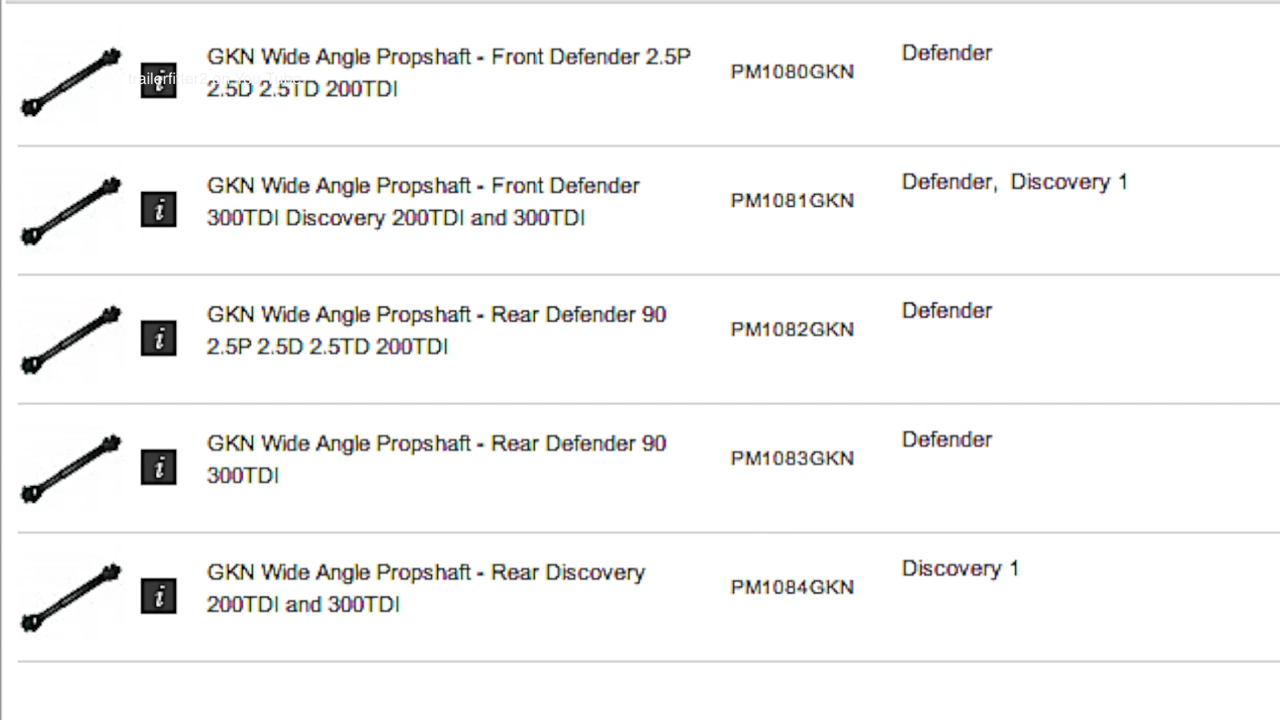 GKN Wide Angle Propshaft - Front Defender 2.5P
2.5D 2.5TD 200TDI
PM1080GKN
Defender
i
GKN Wide Angle Propshaft - Front Defender
300TDI Discovery 200TDI and 300TDI
PM1081GKN
Defender, Discovery 1
i
GKN Wide Angle Propshaft - Rear Defender 90
2.5P 2.5D 2.5TD 200TDI
PM1082GKN
Defender
i
GKN Wide Angle Propshaft - Rear Defender 90
300TDI
PM1083GKN
Defender
i
GKN Wide Angle Propshaft - Rear Discovery
200TDI and 300TDI
PM1084GKN
Discovery 1
i